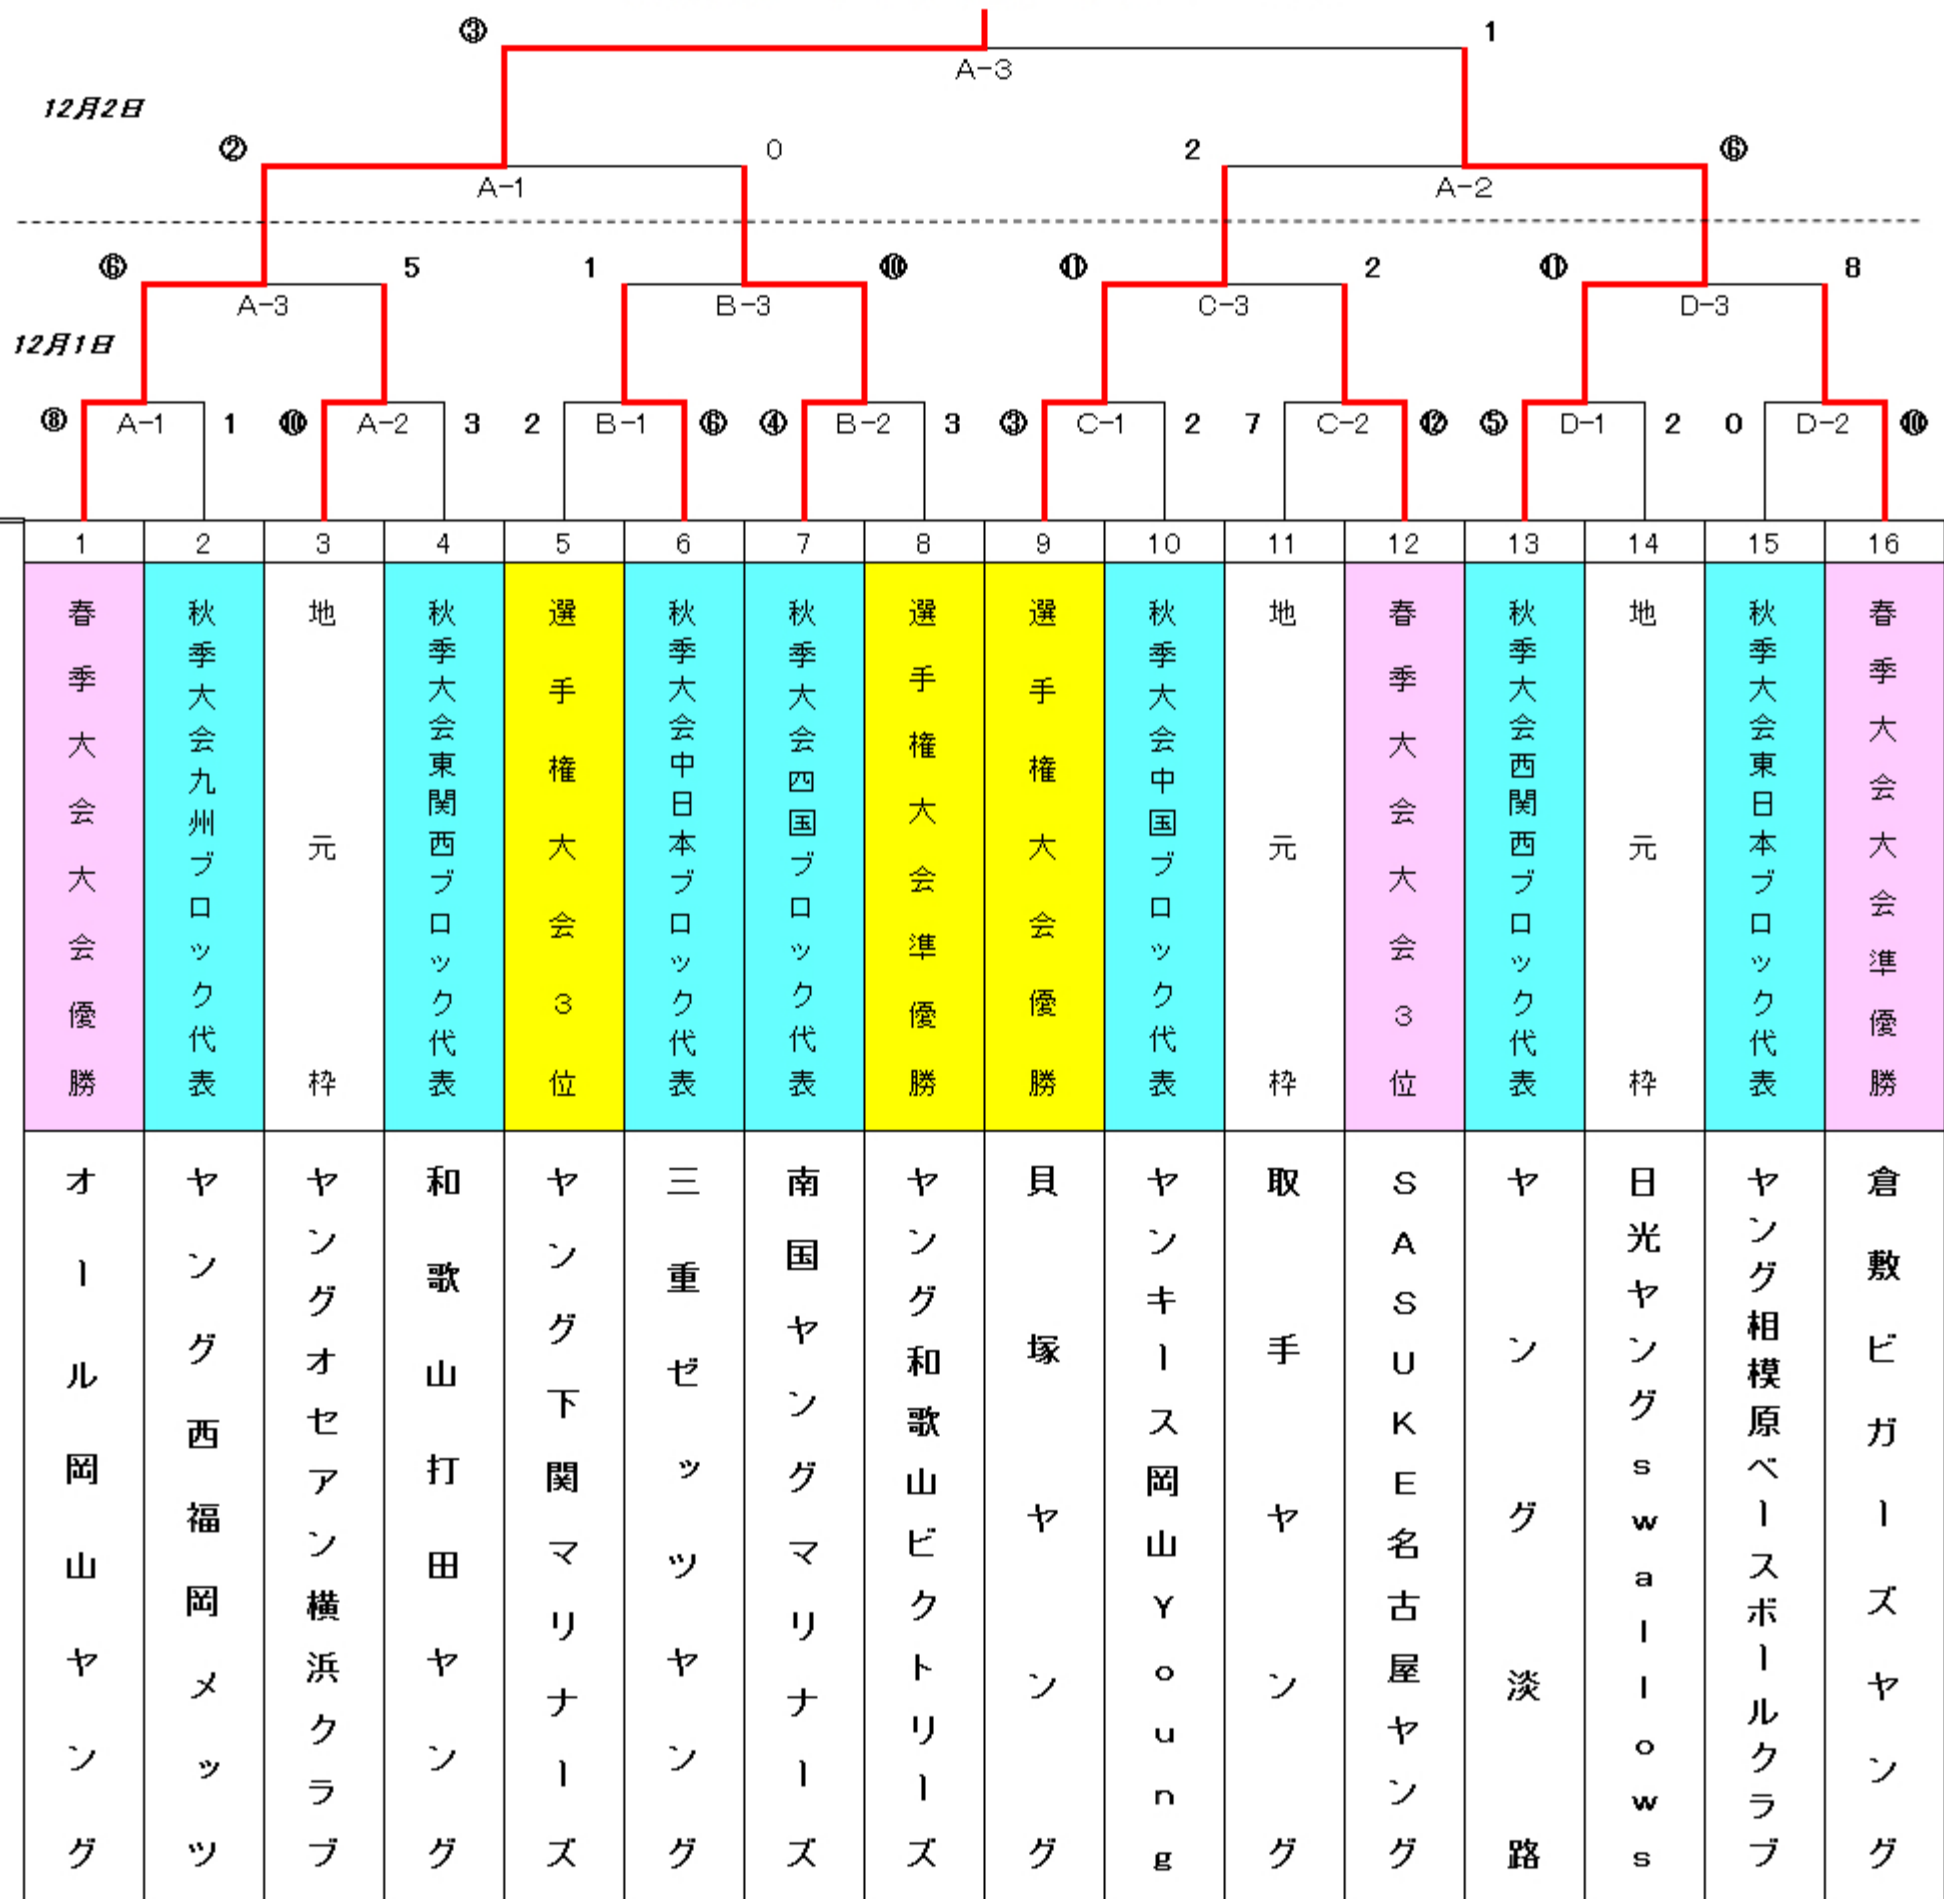 ③ 1
A-3
12月2日
② 0 2 ⑥
A-1 A-2
⑥ 5 1 ⑩ ⑪ 2 ⑪ 8
A-3 B-3 C-3 D-3
12月1日
⑧ A-1 1 ⑩ A-2 3 2 B-1 ⑥ ④ B-2 3 ③ C-1 2 7 C-2 ⑫ ⑤ D-1 2 0 D-2 ⑩
1 2 3 4 5 6 7 8 9 10 11 12 13 14 15 16
春季大会大会優勝
秋季大会九州ブロック代表
地元枠
秋季大会東関西ブロック代表
選手権大会3位
秋季大会中日本ブロック代表
秋季大会四国ブロック代表
選手権大会準優勝
選手権大会優勝
秋季大会中国ブロック代表
地元枠
春季大会大会3位
秋季大会西関西ブロック代表
地元枠
秋季大会東日本ブロック代表
春季大会大会準優勝
オール岡山ヤング
ヤング西福岡メッツ
ヤングオセアン横浜クラブ
和歌山打田ヤング
ヤング下関マリナーズ
三重ゼッツヤング
南国ヤングマリナーズ
ヤング和歌山ビクトリーズ
貝塚ヤング
ヤンキース岡山Young
取手ヤング
SASUKE名古屋ヤング
ヤング淡路
日光ヤングswallows
ヤング相模原ベースボールクラブ
倉敷ビガーズヤング